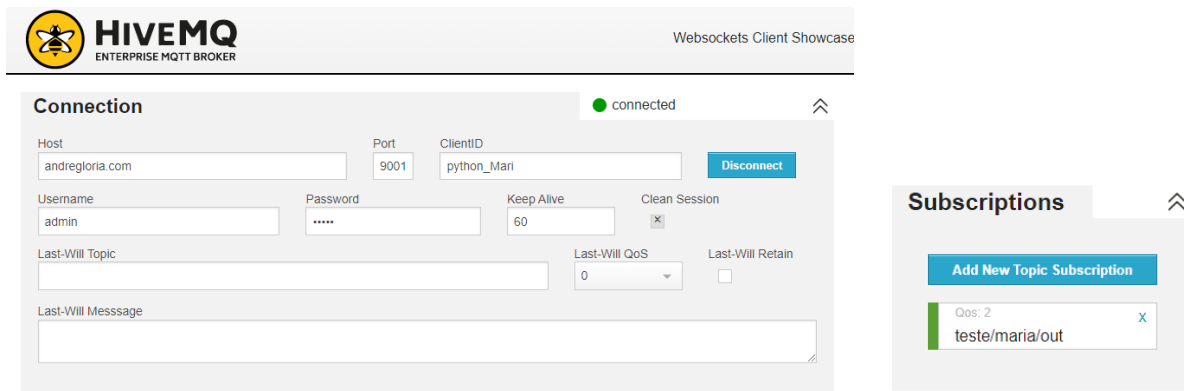 HIVEMQ
ENTERPRISE MQTT BROKER
Websockets Client Showcase
Connection
connected
Host
Port
ClientID
andregloria.com
9001
python_Mari
Disconnect
Username
Password
Keep Alive
Clean Session
admin
•••••
60
x
Last-Will Topic
Last-Will QoS
Last-Will Retain
0
Last-Will Messsage
Subscriptions
Add New Topic Subscription
Qos: 2
X
teste/maria/out